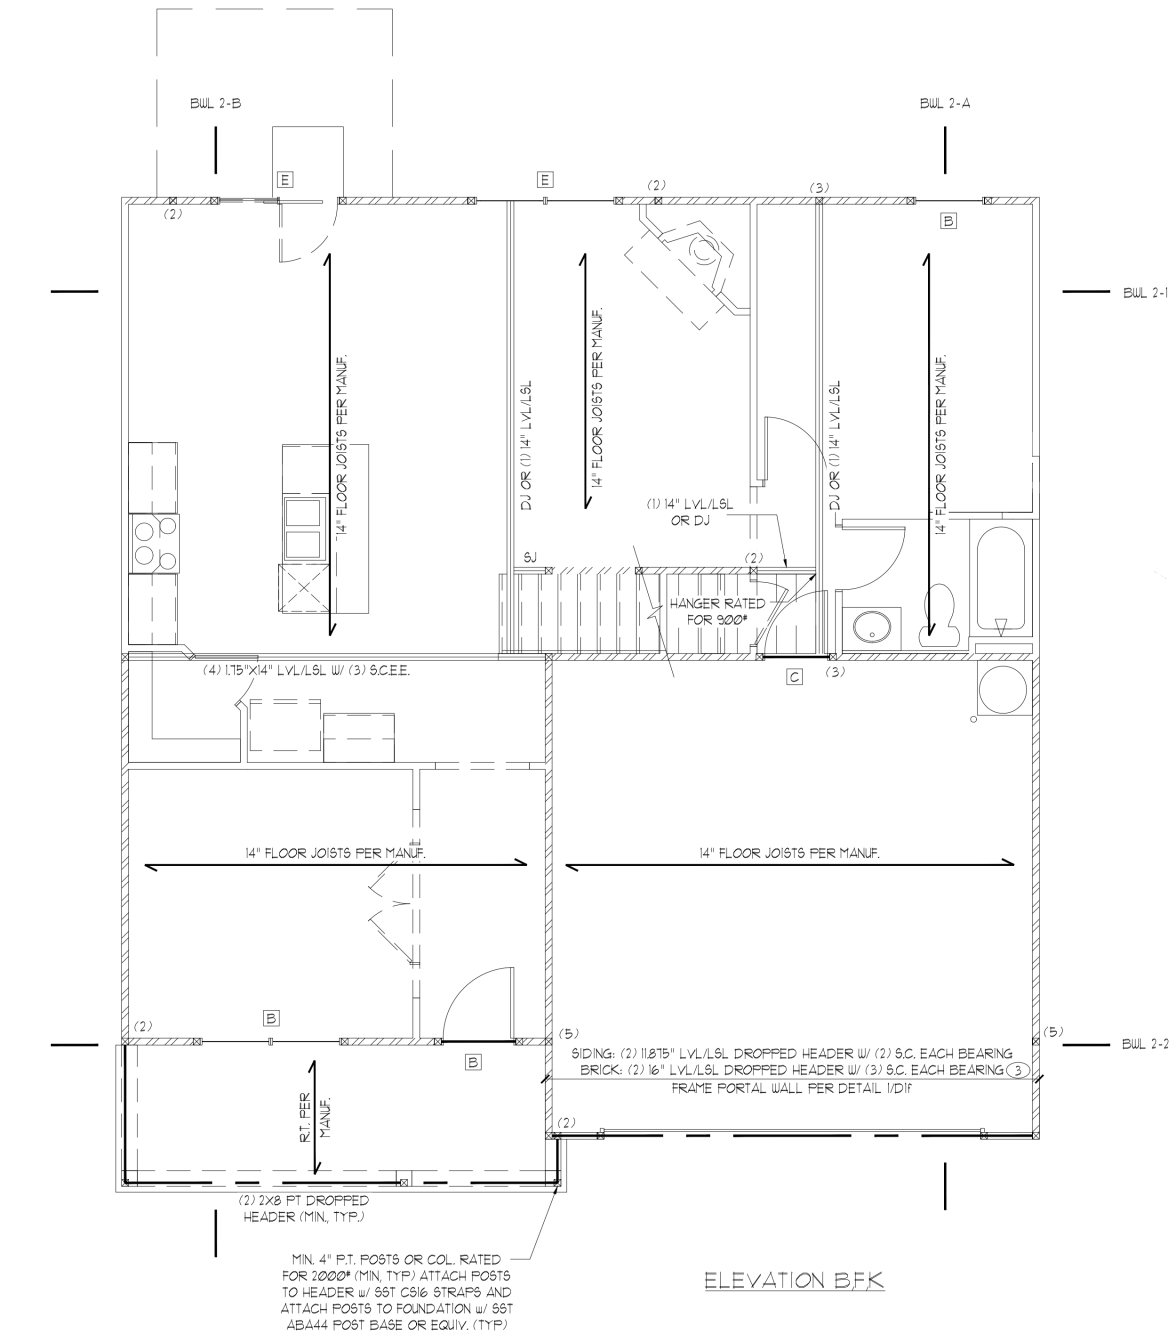 BWL 2-B
BWL 2-A
E
E
(2)
(3)
(2)
B
BWL 2-1
14" FLOOR JOISTS PER MANUF.
14" FLOOR JOISTS PER MANUF.
DJ OR (1) 14" LVL/LSL
DJ OR (1) 14" LVL/LSL
14" FLOOR JOISTS PER MANUF.
(1) 14" LVL/LSL
OR DJ
SJ
(2)
HANGER RATED
FOR 900#
(4) 1.75"X14" LVL/LSL W/ (3) S.C.E.E.
C
(3)
14" FLOOR JOISTS PER MANUF.
14" FLOOR JOISTS PER MANUF.
(2)
B
B
(5)
(5)
BWL 2-2
SIDING: (2) 11.875" LVL/LSL DROPPED HEADER W/ (2) S.C. EACH BEARING
BRICK: (2) 16" LVL/LSL DROPPED HEADER W/ (3) S.C. EACH BEARING
3
FRAME PORTAL WALL PER DETAIL 1/D1f
R.T. PER
MANUF.
(2)
(2) 2X8 PT DROPPED
HEADER (MIN., TYP.)
MIN. 4" P.T. POSTS OR COL. RATED
FOR 2000# (MIN, TYP) ATTACH POSTS
TO HEADER w/ SST CS16 STRAPS AND
ATTACH POSTS TO FOUNDATION w/ SST
ABA44 POST BASE OR EQUIV. (TYP)
ELEVATION B,F,K